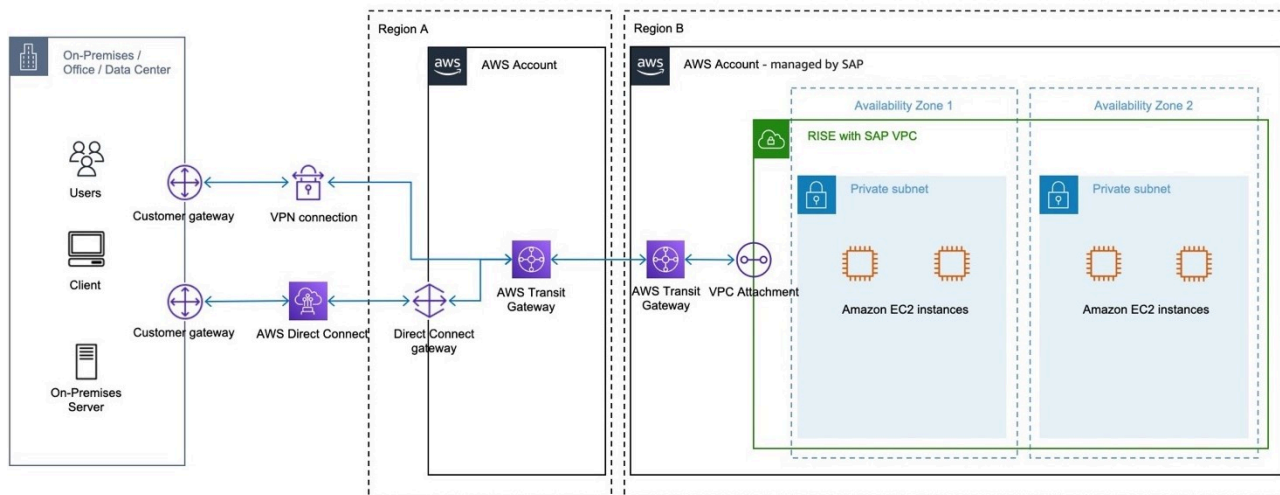 On-Premises /
Office / Data Center
Users
Client
On-Premises
Server
Customer gateway
Customer gateway
VPN connection
AWS Direct Connect
Region A
aws
AWS Account
Direct Connect
gateway
AWS Transit
Gateway
Region B
aws
AWS Account - managed by SAP
AWS Transit
Gateway
VPC Attachment
RISE with SAP VPC
Availability Zone 1
Private subnet
Amazon EC2 instances
Availability Zone 2
Private subnet
Amazon EC2 instances